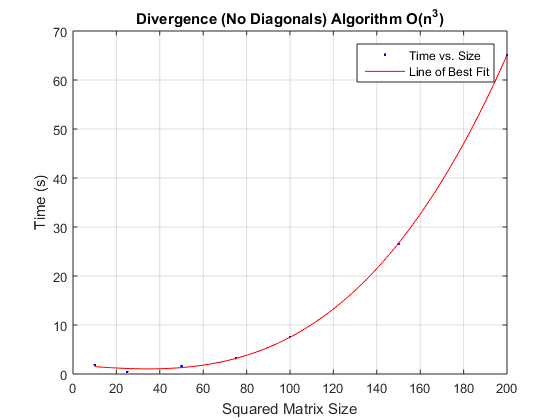 Divergence (No Diagonals) Algorithm O(n³)
Time vs. Size
Line of Best Fit
70
60
50
40
30
20
10
0
Time (s)
0 20 40 60 80 100 120 140 160 180 200
Squared Matrix Size